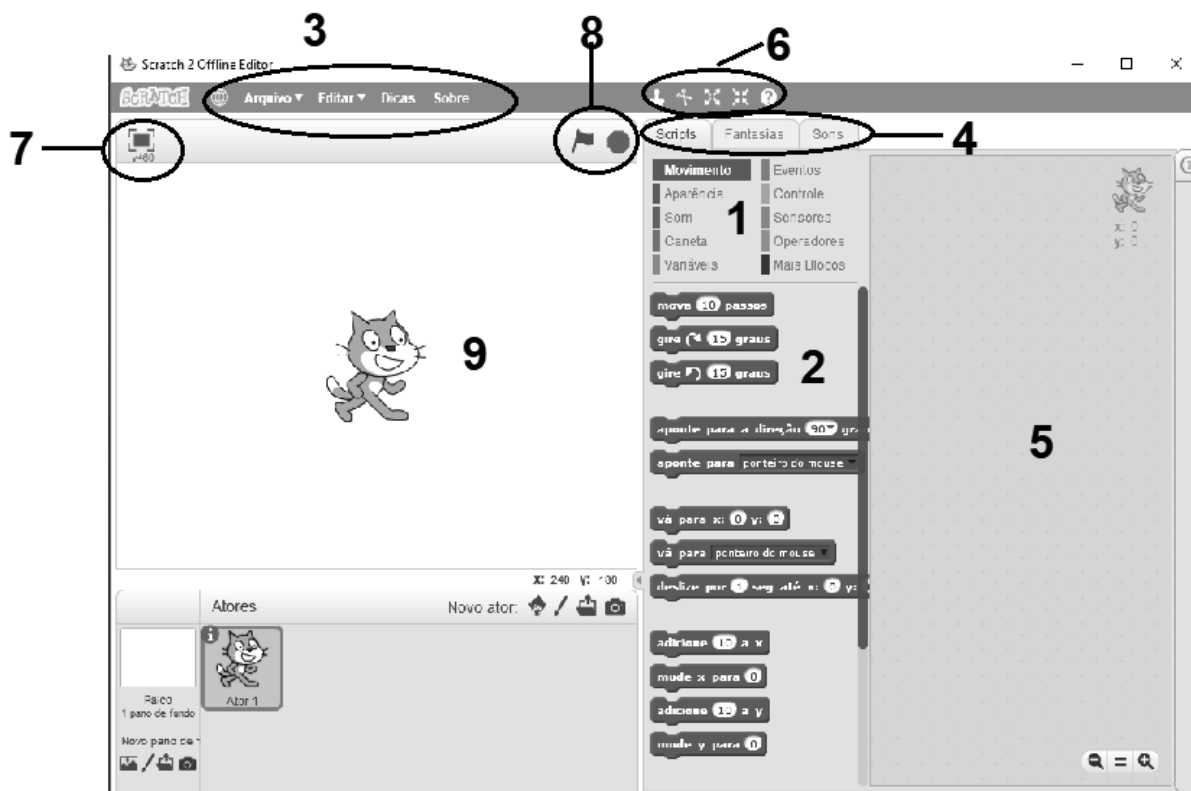 3
8
6
Scratch 2 Offline Editor
SCRATCH Arquivo Editar Dicas Sobre
7
v460
Scripts Fantasias Sons
4
Movimento Eventos
Aparência Controle
Som Sensores
1
Caneta Operadores
Variáveis Mais Blocos
x: 0
y: 0
mova 10 passos
gire 15 graus
gire 15 graus
2
9
aponte para a direção 90 grau
aponte para ponteiro do mouse
5
vá para x: 0 y: 0
vá para ponteiro do mouse
deslize por 1 seg até x: 0 y:
X: 240 y: 180
Atores Novo ator:
adicione 10 a x
mude x para 0
adicione 10 a y
mude y para 0
Palco
1 pano de fundo
Ator 1
Novo pano de